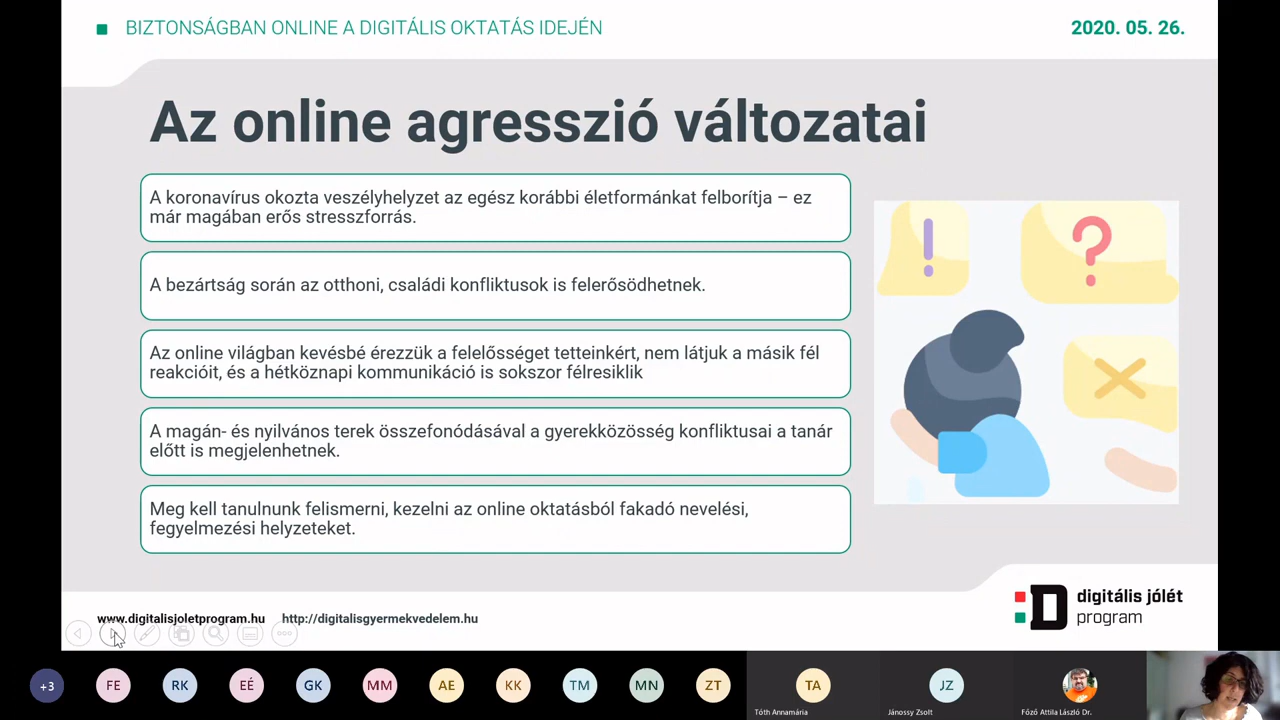 BIZTONSÁGBAN ONLINE A DIGITÁLIS OKTATÁS IDEJÉN
2020. 05. 26.
Az online agresszió változatai
A koronavírus okozta veszélyhelyzet az egész korábbi életformánkat felborítja – ez
már magában erős stresszforrás.
A bezártság során az otthoni, családi konfliktusok is felerősödhetnek.
Az online világban kevésbé érezzük a felelősséget tetteinkért, nem látjuk a másik fél
reakcióit, és a hétköznapi kommunikáció is sokszor félresiklik
A magán- és nyilvános terek összefonódásával a gyerekközösség konfliktusai a tanár
előtt is megjelenhetnek.
Meg kell tanulnunk felismerni, kezelni az online oktatásból fakadó nevelési,
fegyelmezési helyzeteket.
! ?
www.digitalisjoletprogram.hu http://digitalisgyermekvedelem.hu
D digitális jólét
program
+3 FE RK EÉ GK MM AE KK TM MN ZT TA JZ
Tóth Annamária Jánossy Zsolt Főző Attila László Dr.